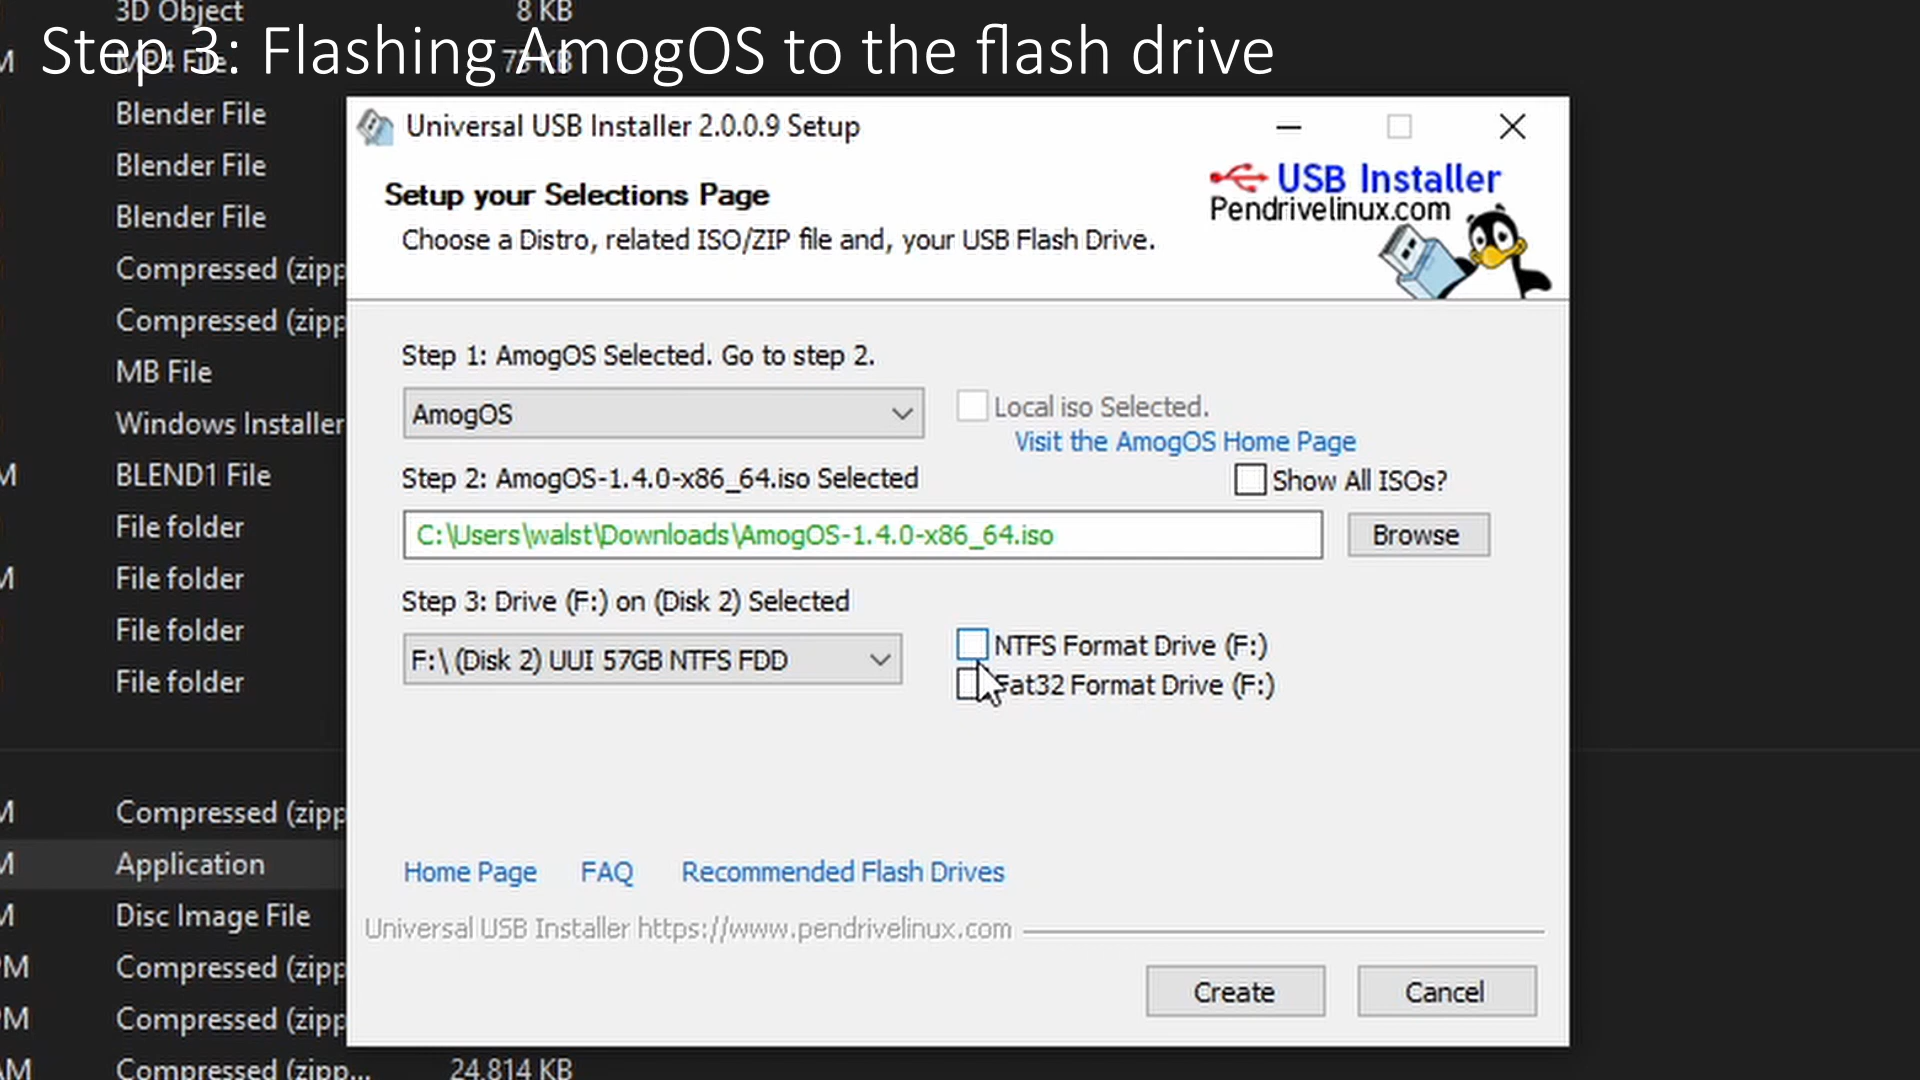 3D Object 8 KB
Step 3: Flashing AmogOS to the flash drive
M MP4 File 73 KB
Blender File
Universal USB Installer 2.0.0.9 Setup
Blender File
USB Installer
Pendrivelinux.com
Setup your Selections Page
Blender File
Choose a Distro, related ISO/ZIP file and, your USB Flash Drive.
Compressed (zipp
Compressed (zipp
Step 1: AmogOS Selected. Go to step 2.
MB File
AmogOS
Local iso Selected.
Windows Installer
Visit the AmogOS Home Page
M BLEND1 File
Step 2: AmogOS-1.4.0-x86_64.iso Selected
Show All ISOs?
File folder
C:\Users\walst\Downloads\AmogOS-1.4.0-x86_64.iso
Browse
M File folder
Step 3: Drive (F:) on (Disk 2) Selected
File folder
F:\ (Disk 2) UUI 57GB NTFS FDD
NTFS Format Drive (F:)
File folder
Fat32 Format Drive (F:)
M Compressed (zipp
M Application
Home Page FAQ Recommended Flash Drives
M Disc Image File
Universal USB Installer https://www.pendrivelinux.com
PM Compressed (zipp
Create Cancel
PM Compressed (zipp
AM Compressed (zipp... 24,814 KB